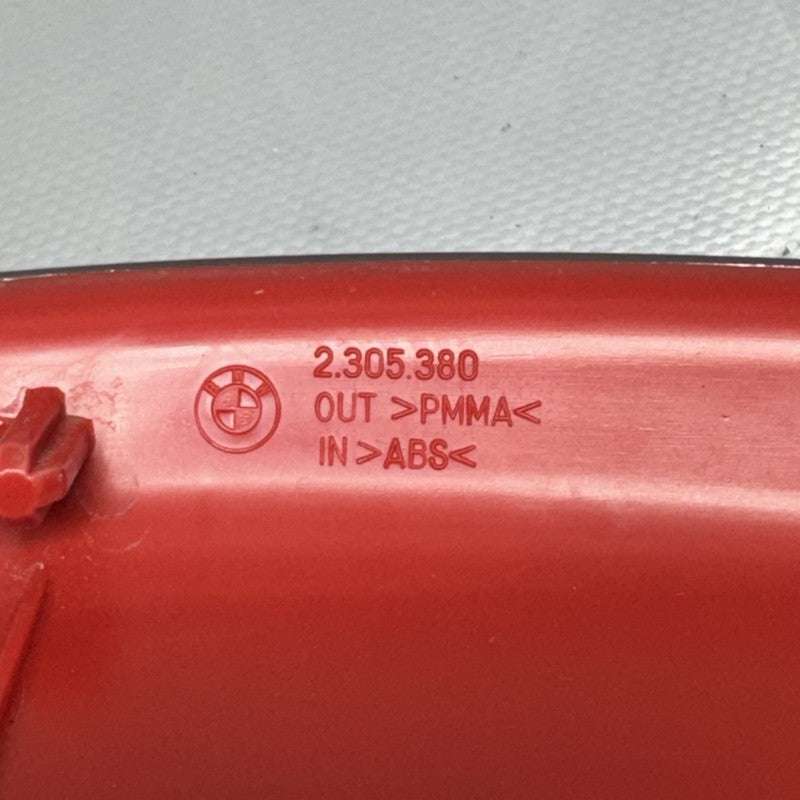 2.305.380
OUT >PMMA<
IN >ABS<